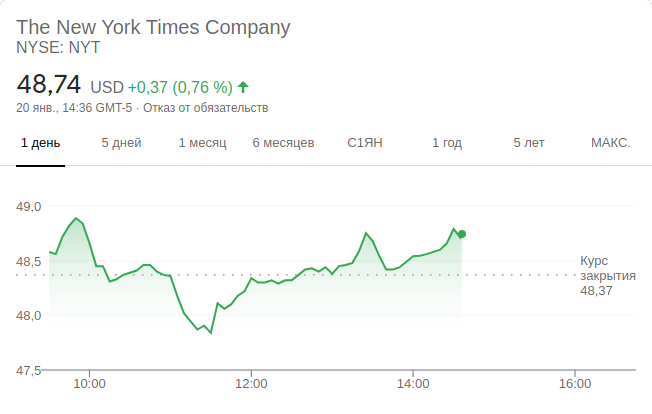 The New York Times Company
NYSE: NYT
48,74 USD +0,37 (0,76 %)
20 янв., 14:36 GMT-5 · Отказ от обязательств
1 день 5 дней 1 месяц 6 месяцев С1ЯН 1 год 5 лет МАКС.
49,0
48,5
48,0
47,5
Курс
закрытия
48,37
10:00 12:00 14:00 16:00